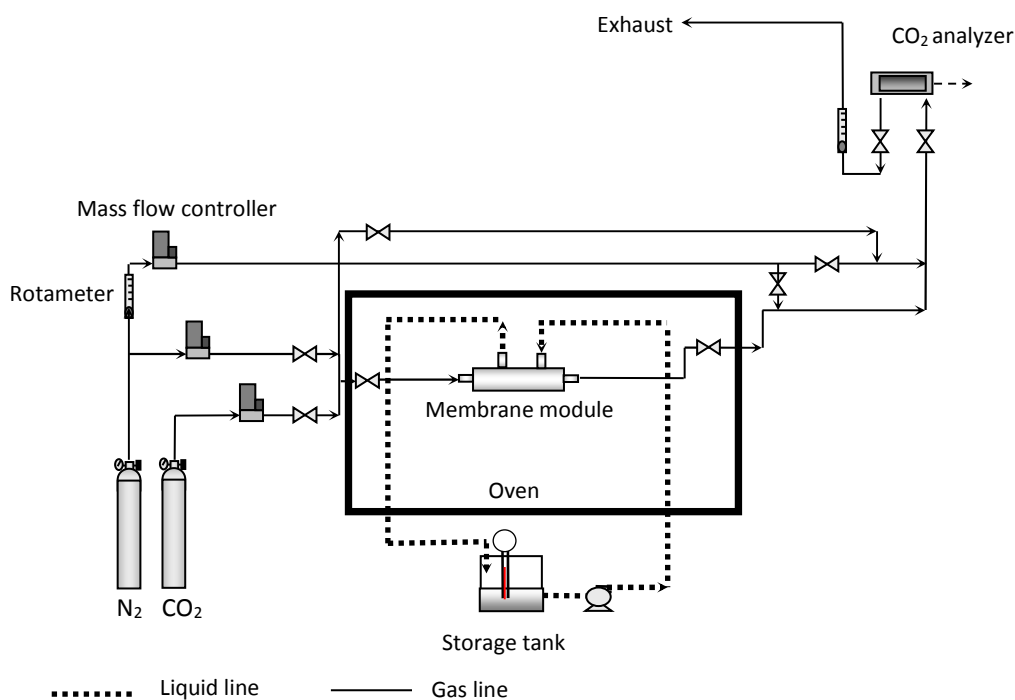 Exhaust
CO₂ analyzer
Mass flow controller
Rotameter
Membrane module
Oven
N₂
CO₂
Storage tank
Liquid line
Gas line